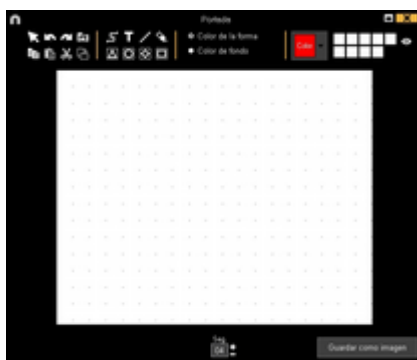 Portada
Color de la forma
Color de fondo
Color
Guardar como imagen